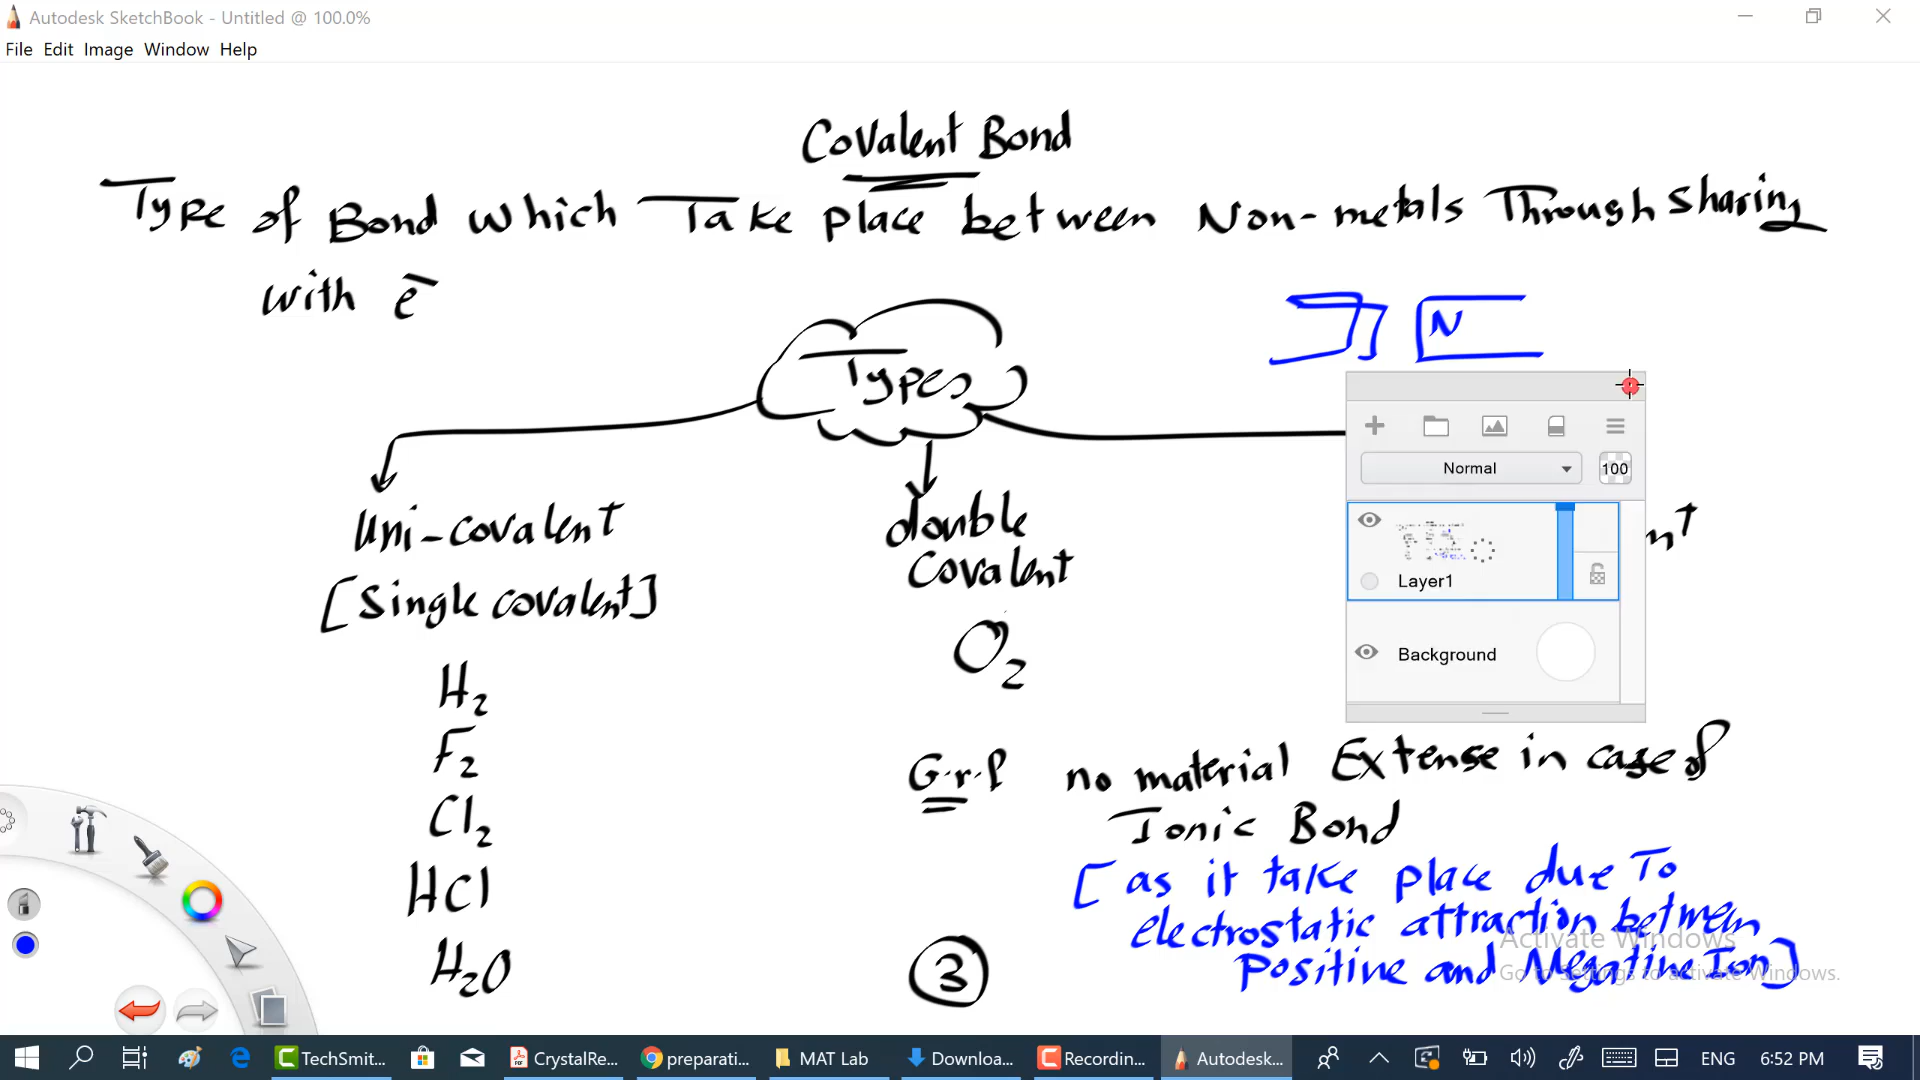 Autodesk SketchBook - Untitled @ 100.0%
File Edit Image Window Help
Covalent Bond
Type of Bond which Take place between Non-metals Through sharing
with e-
N
Types
Normal 100
Uni-covalent
[Single covalent]
double
covalent
nt
Layer1
Background
O2
H2
F2
Cl2
HCl
H2O
G.r.f no material Extense in case of
Ionic Bond
[as it take place due To
electrostatic attraction between
Positive and Negative Ion]
3
Activate Windows
Go to Settings to activate Windows.
TechSmit...
CrystalRe...
preparati...
MAT Lab
Downloa...
Recordin...
Autodesk...
ENG
6:52 PM